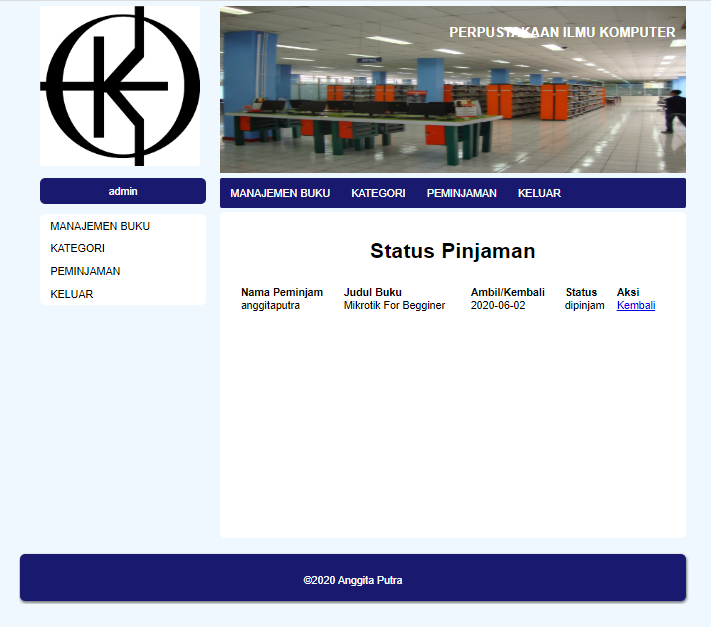 PERPUSTAKAAN ILMU KOMPUTER
admin
MANAJEMEN BUKU KATEGORI PEMINJAMAN KELUAR
MANAJEMEN BUKU
KATEGORI
PEMINJAMAN
KELUAR
Status Pinjaman
Nama Peminjam Judul Buku Ambil/Kembali Status Aksi
anggitaputra Mikrotik For Begginer 2020-06-02 dipinjam Kembali
©2020 Anggita Putra